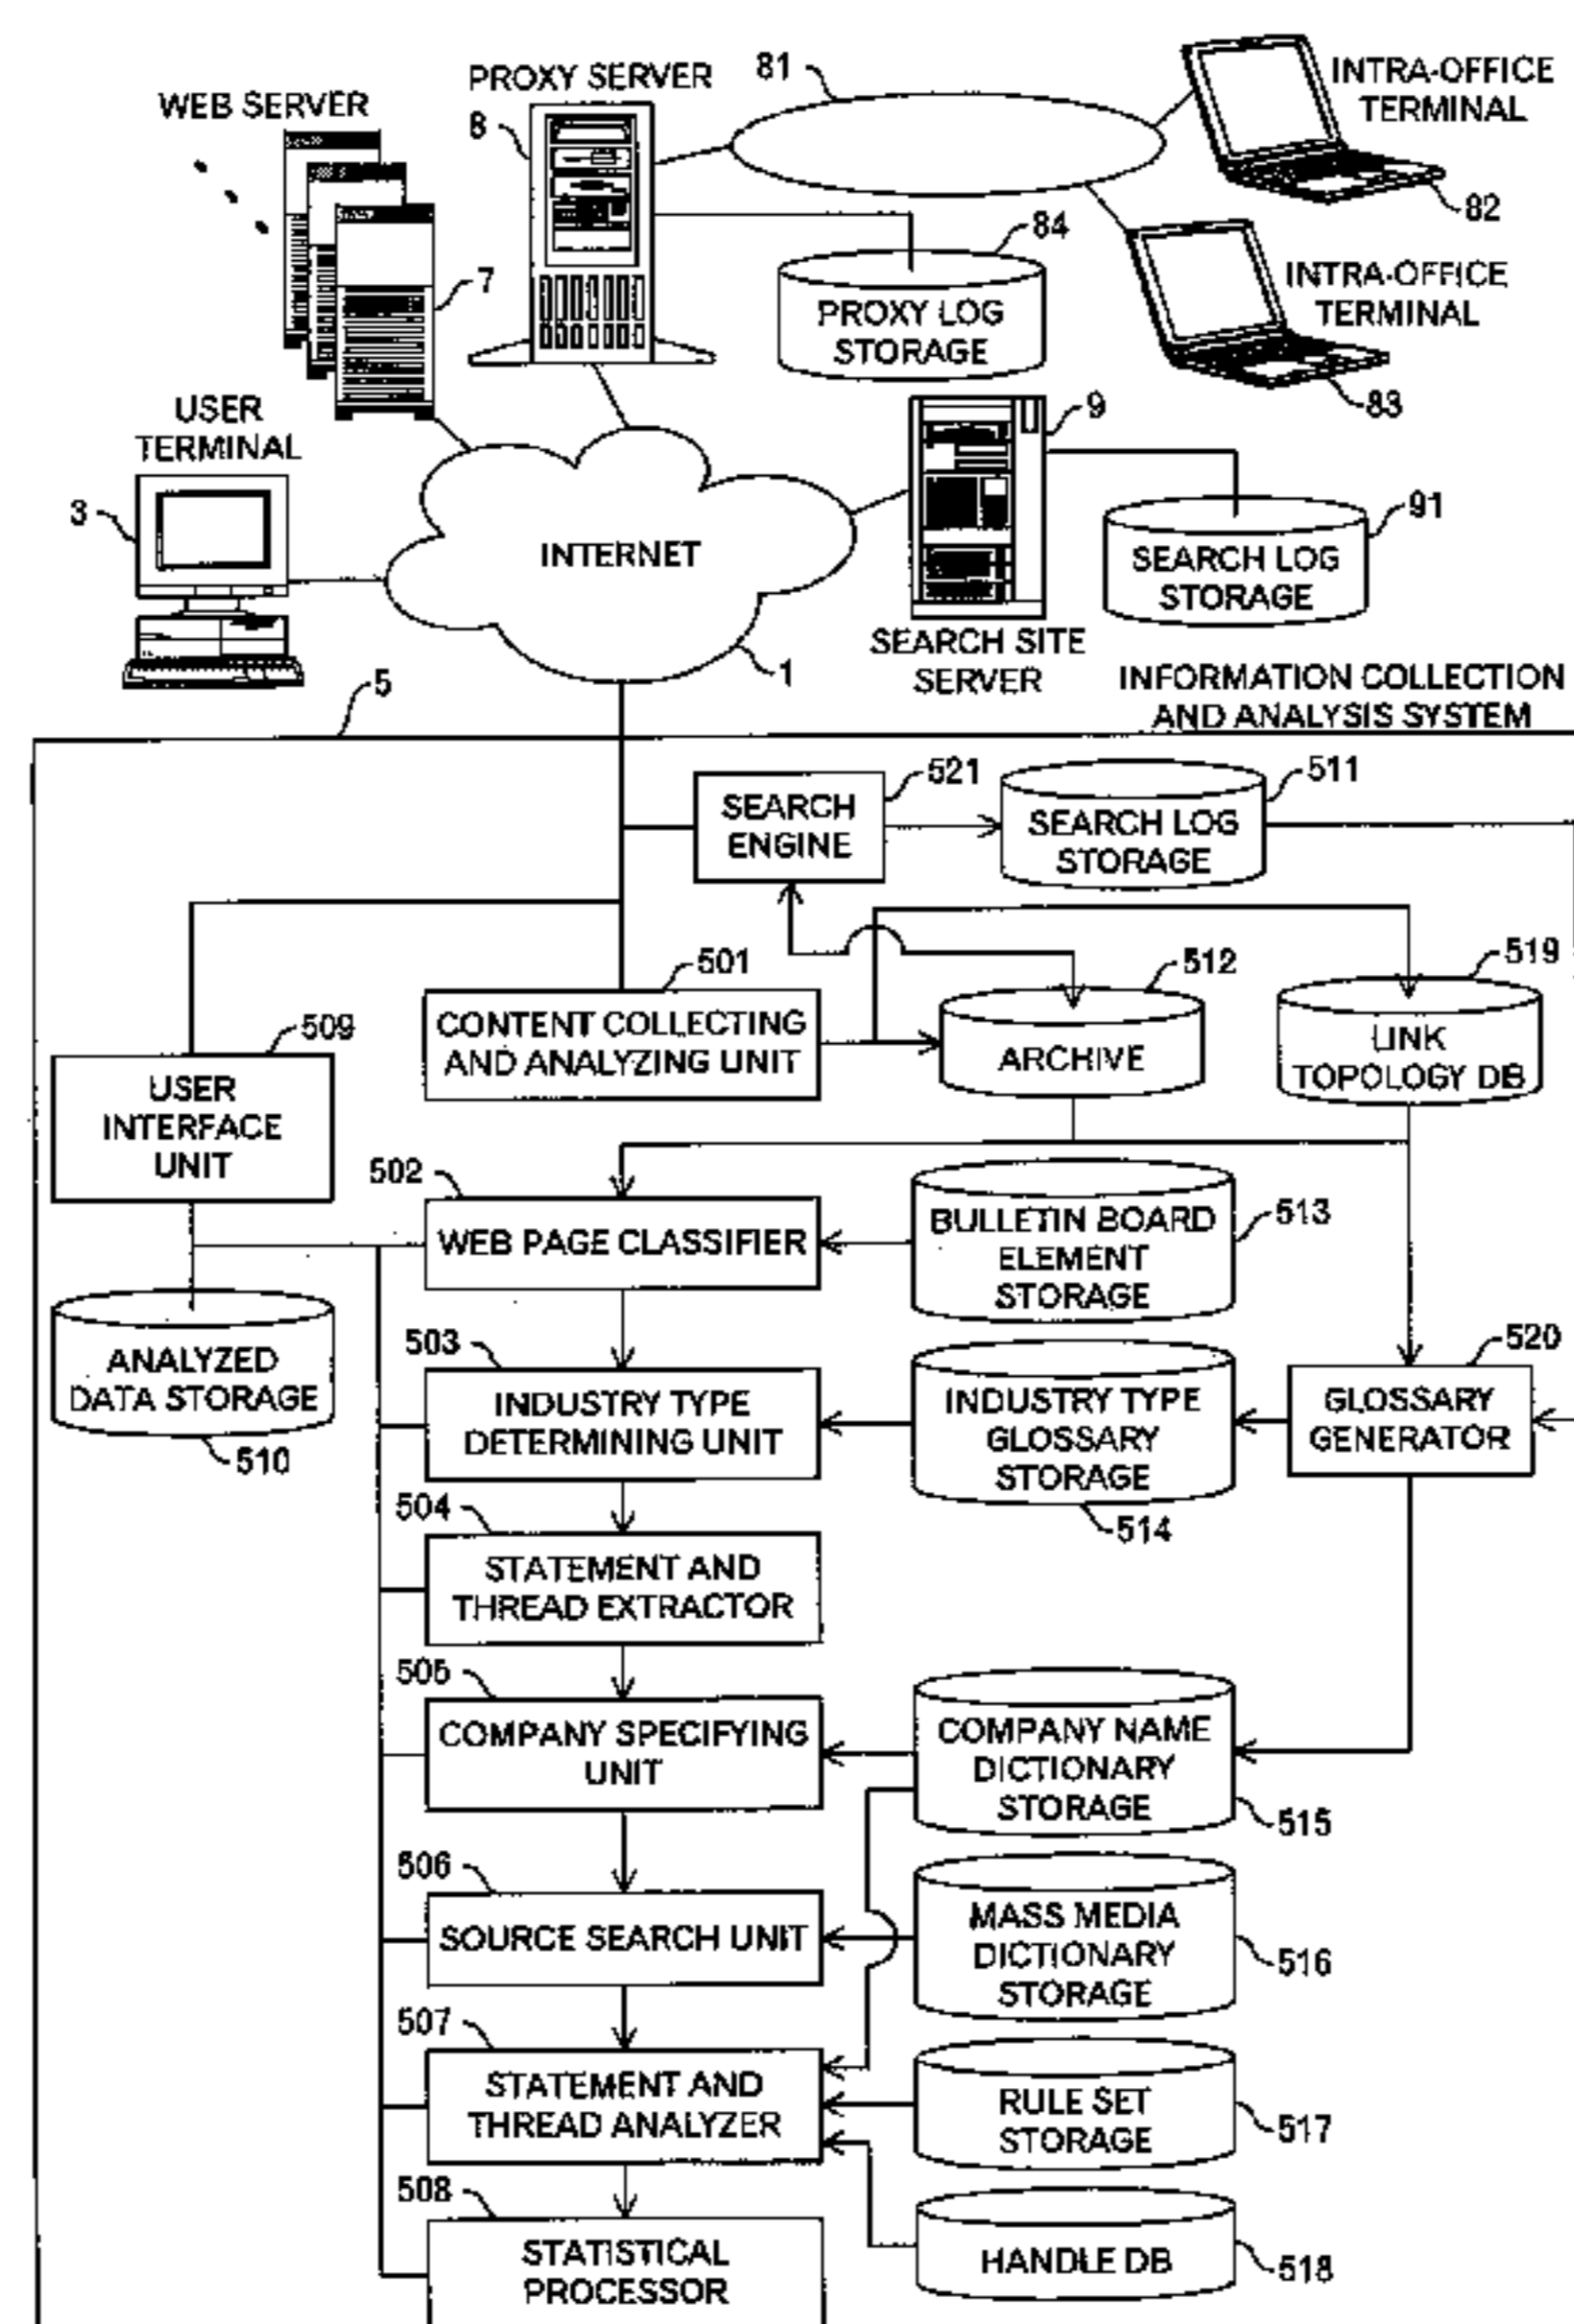 PROXY SERVER
81
INTRA-OFFICE
TERMINAL
WEB SERVER
8
82
84
7
PROXY LOG
STORAGE
INTRA-OFFICE
TERMINAL
83
USER
TERMINAL
9
3
INTERNET
91
SEARCH LOG
STORAGE
SEARCH SITE
SERVER
1
5
INFORMATION COLLECTION
AND ANALYSIS SYSTEM
521
SEARCH
ENGINE
511
SEARCH LOG
STORAGE
501
CONTENT COLLECTING
AND ANALYZING UNIT
512
ARCHIVE
519
LINK
TOPOLOGY DB
509
USER
INTERFACE
UNIT
502
WEB PAGE CLASSIFIER
BULLETIN BOARD
ELEMENT
STORAGE
513
ANALYZED
DATA STORAGE
510
503
INDUSTRY TYPE
DETERMINING UNIT
INDUSTRY TYPE
GLOSSARY
STORAGE
514
520
GLOSSARY
GENERATOR
504
STATEMENT AND
THREAD EXTRACTOR
505
COMPANY SPECIFYING
UNIT
COMPANY NAME
DICTIONARY
STORAGE
515
506
SOURCE SEARCH UNIT
MASS MEDIA
DICTIONARY
STORAGE
516
507
STATEMENT AND
THREAD ANALYZER
RULE SET
STORAGE
517
508
STATISTICAL
PROCESSOR
HANDLE DB
518